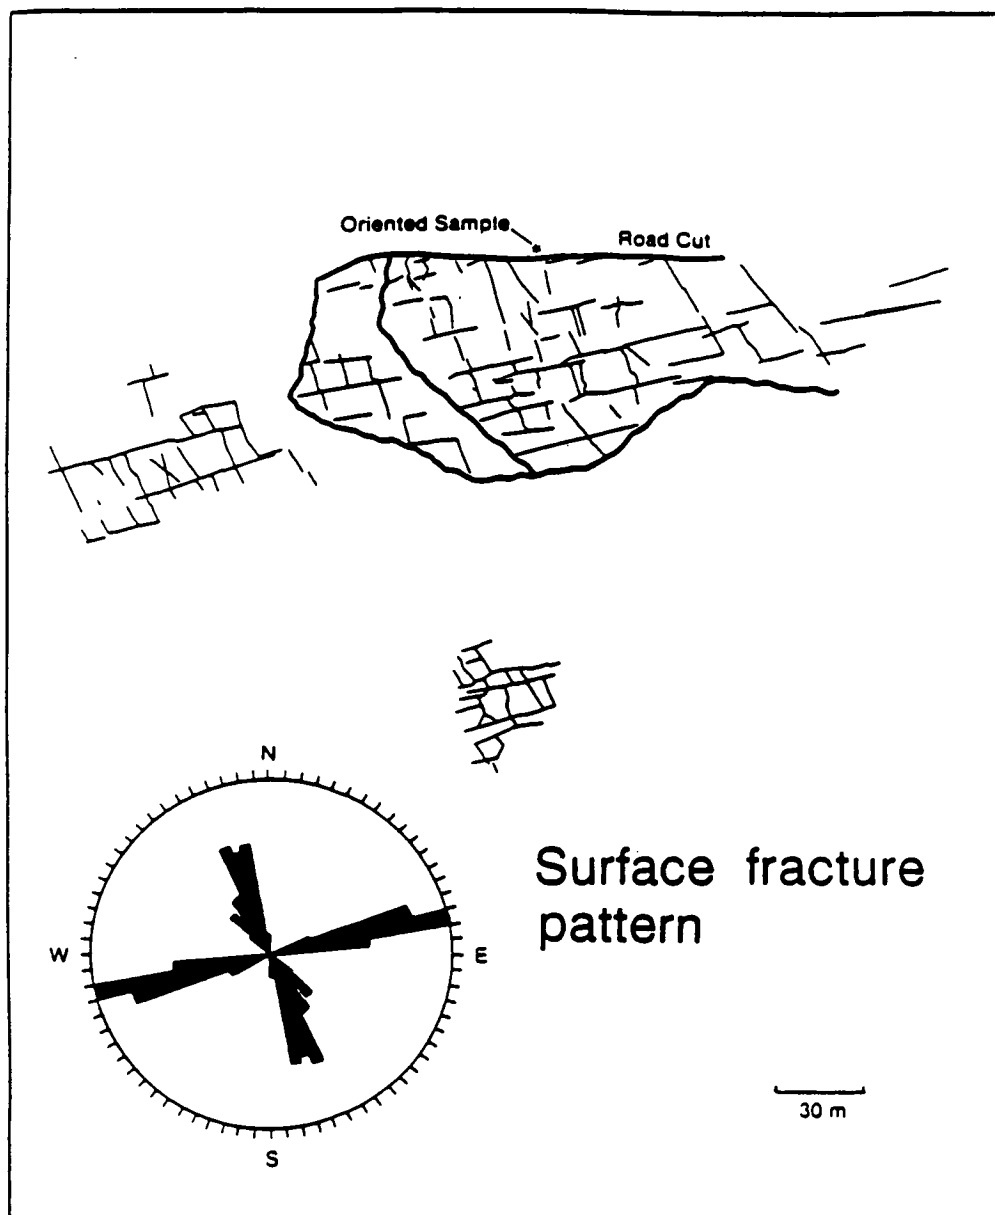 Oriented Sample
Road Cut
N
W
E
S
Surface fracture
pattern
30 m